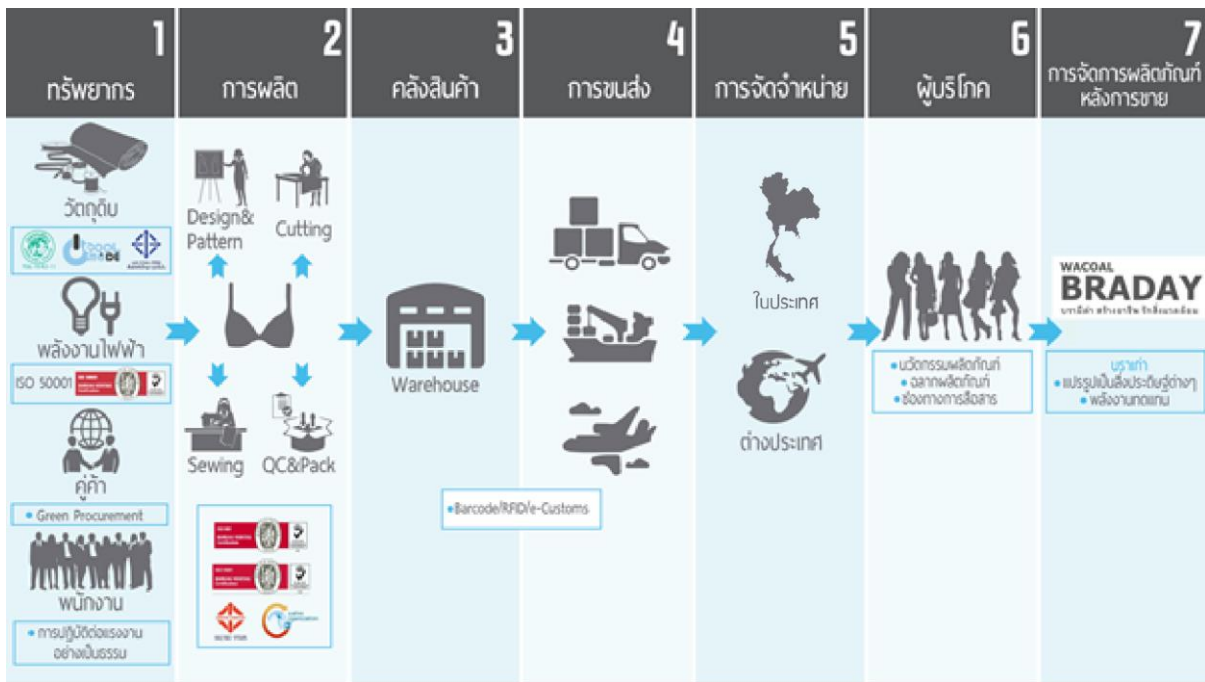 1
ทรัพยากร
วัตถุดิบ
พลังงานไฟฟ้า
ISO 50001
คู่ค้า
• Green Procurement
พนักงาน
• การปฏิบัติต่อแรงงาน
อย่างเป็นธรรม
2
การผลิต
Design&
Pattern
Cutting
Sewing
QC&Pack
3
คลังสินค้า
Warehouse
• Barcode/RFID/e-Customs
4
การขนส่ง
5
การจัดจำหน่าย
ในประเทศ
ต่างประเทศ
6
ผู้บริโภค
• นวัตกรรมผลิตภัณฑ์
• ฉลากผลิตภัณฑ์
• ช่องทางการสื่อสาร
7
การจัดการผลิตภัณฑ์
หลังการขาย
WACOAL
BRADAY
บราเก่า
• แปรรูปเป็นสิ่งประดิษฐ์ต่างๆ
• พลังงานทดแทน